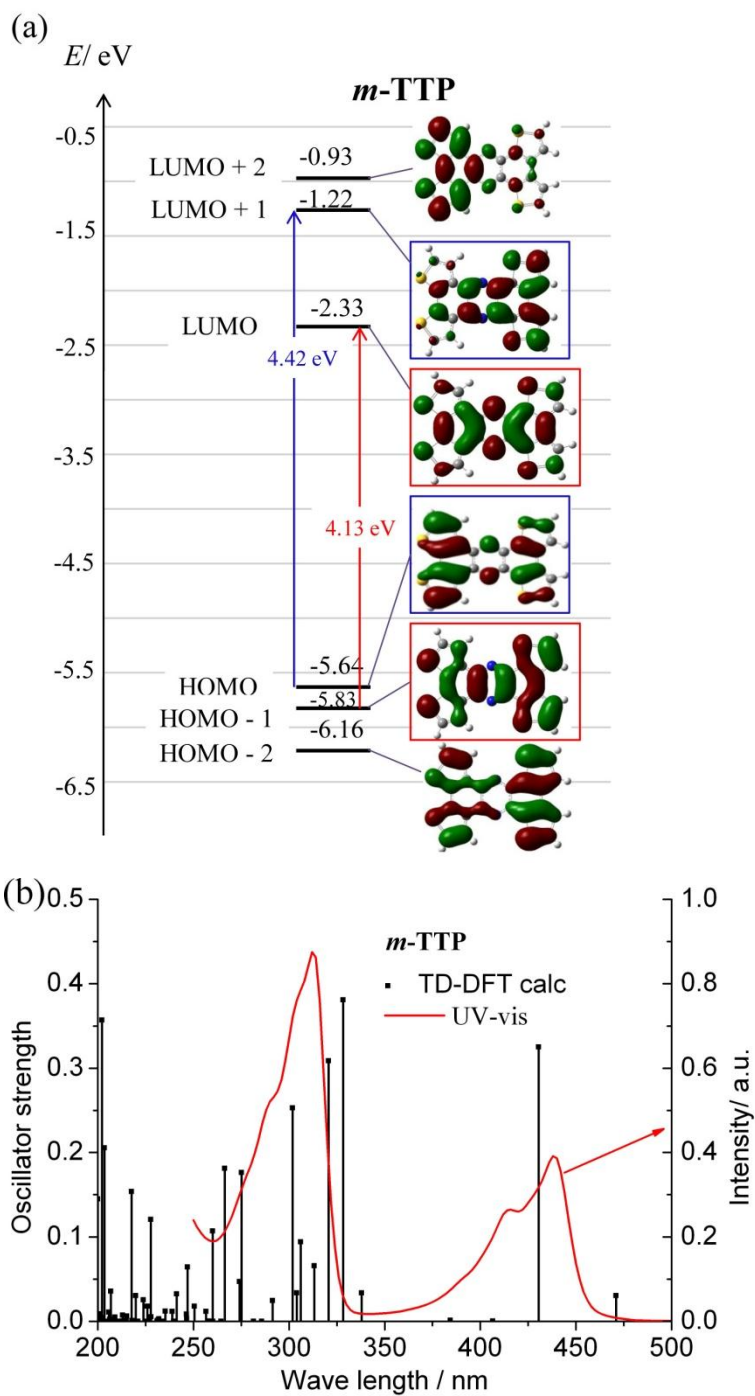 (a)
E/ eV
m-TTP
-0.5
LUMO + 2
-0.93
LUMO + 1
-1.22
-1.5
-2.33
LUMO
-2.5
4.42 eV
-3.5
4.13 eV
-4.5
-5.5
-5.64
HOMO
-5.83
HOMO - 1
-6.16
HOMO - 2
-6.5
(b)
0.5
1.0
m-TTP
TD-DFT calc
UV-vis
0.4
0.8
0.3
0.6
Oscillator strength
Intensity/ a.u.
0.2
0.4
0.1
0.2
0.0
0.0
200 250 300 350 400 450 500
Wave length / nm